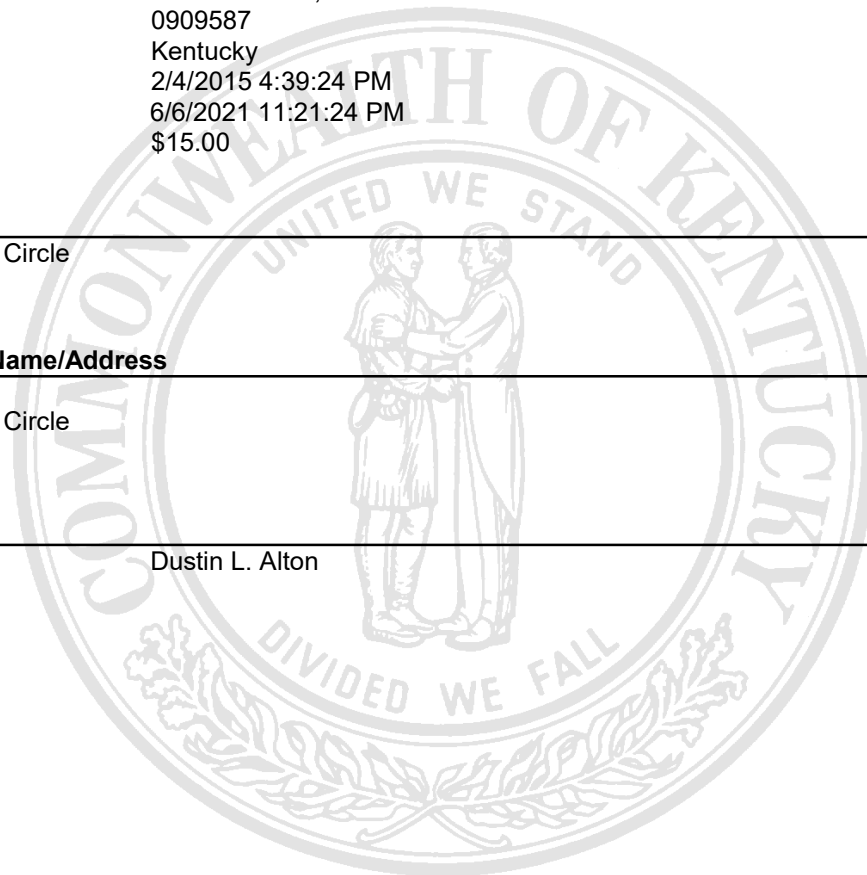 0909587
Kentucky
2/4/2015 4:39:24 PM
6/6/2021 11:21:24 PM
$15.00
Circle
Name/Address
Circle
Dustin L. Alton
COMMONWEALTH OF KENTUCKY
UNITED WE STAND
DIVIDED WE FALL